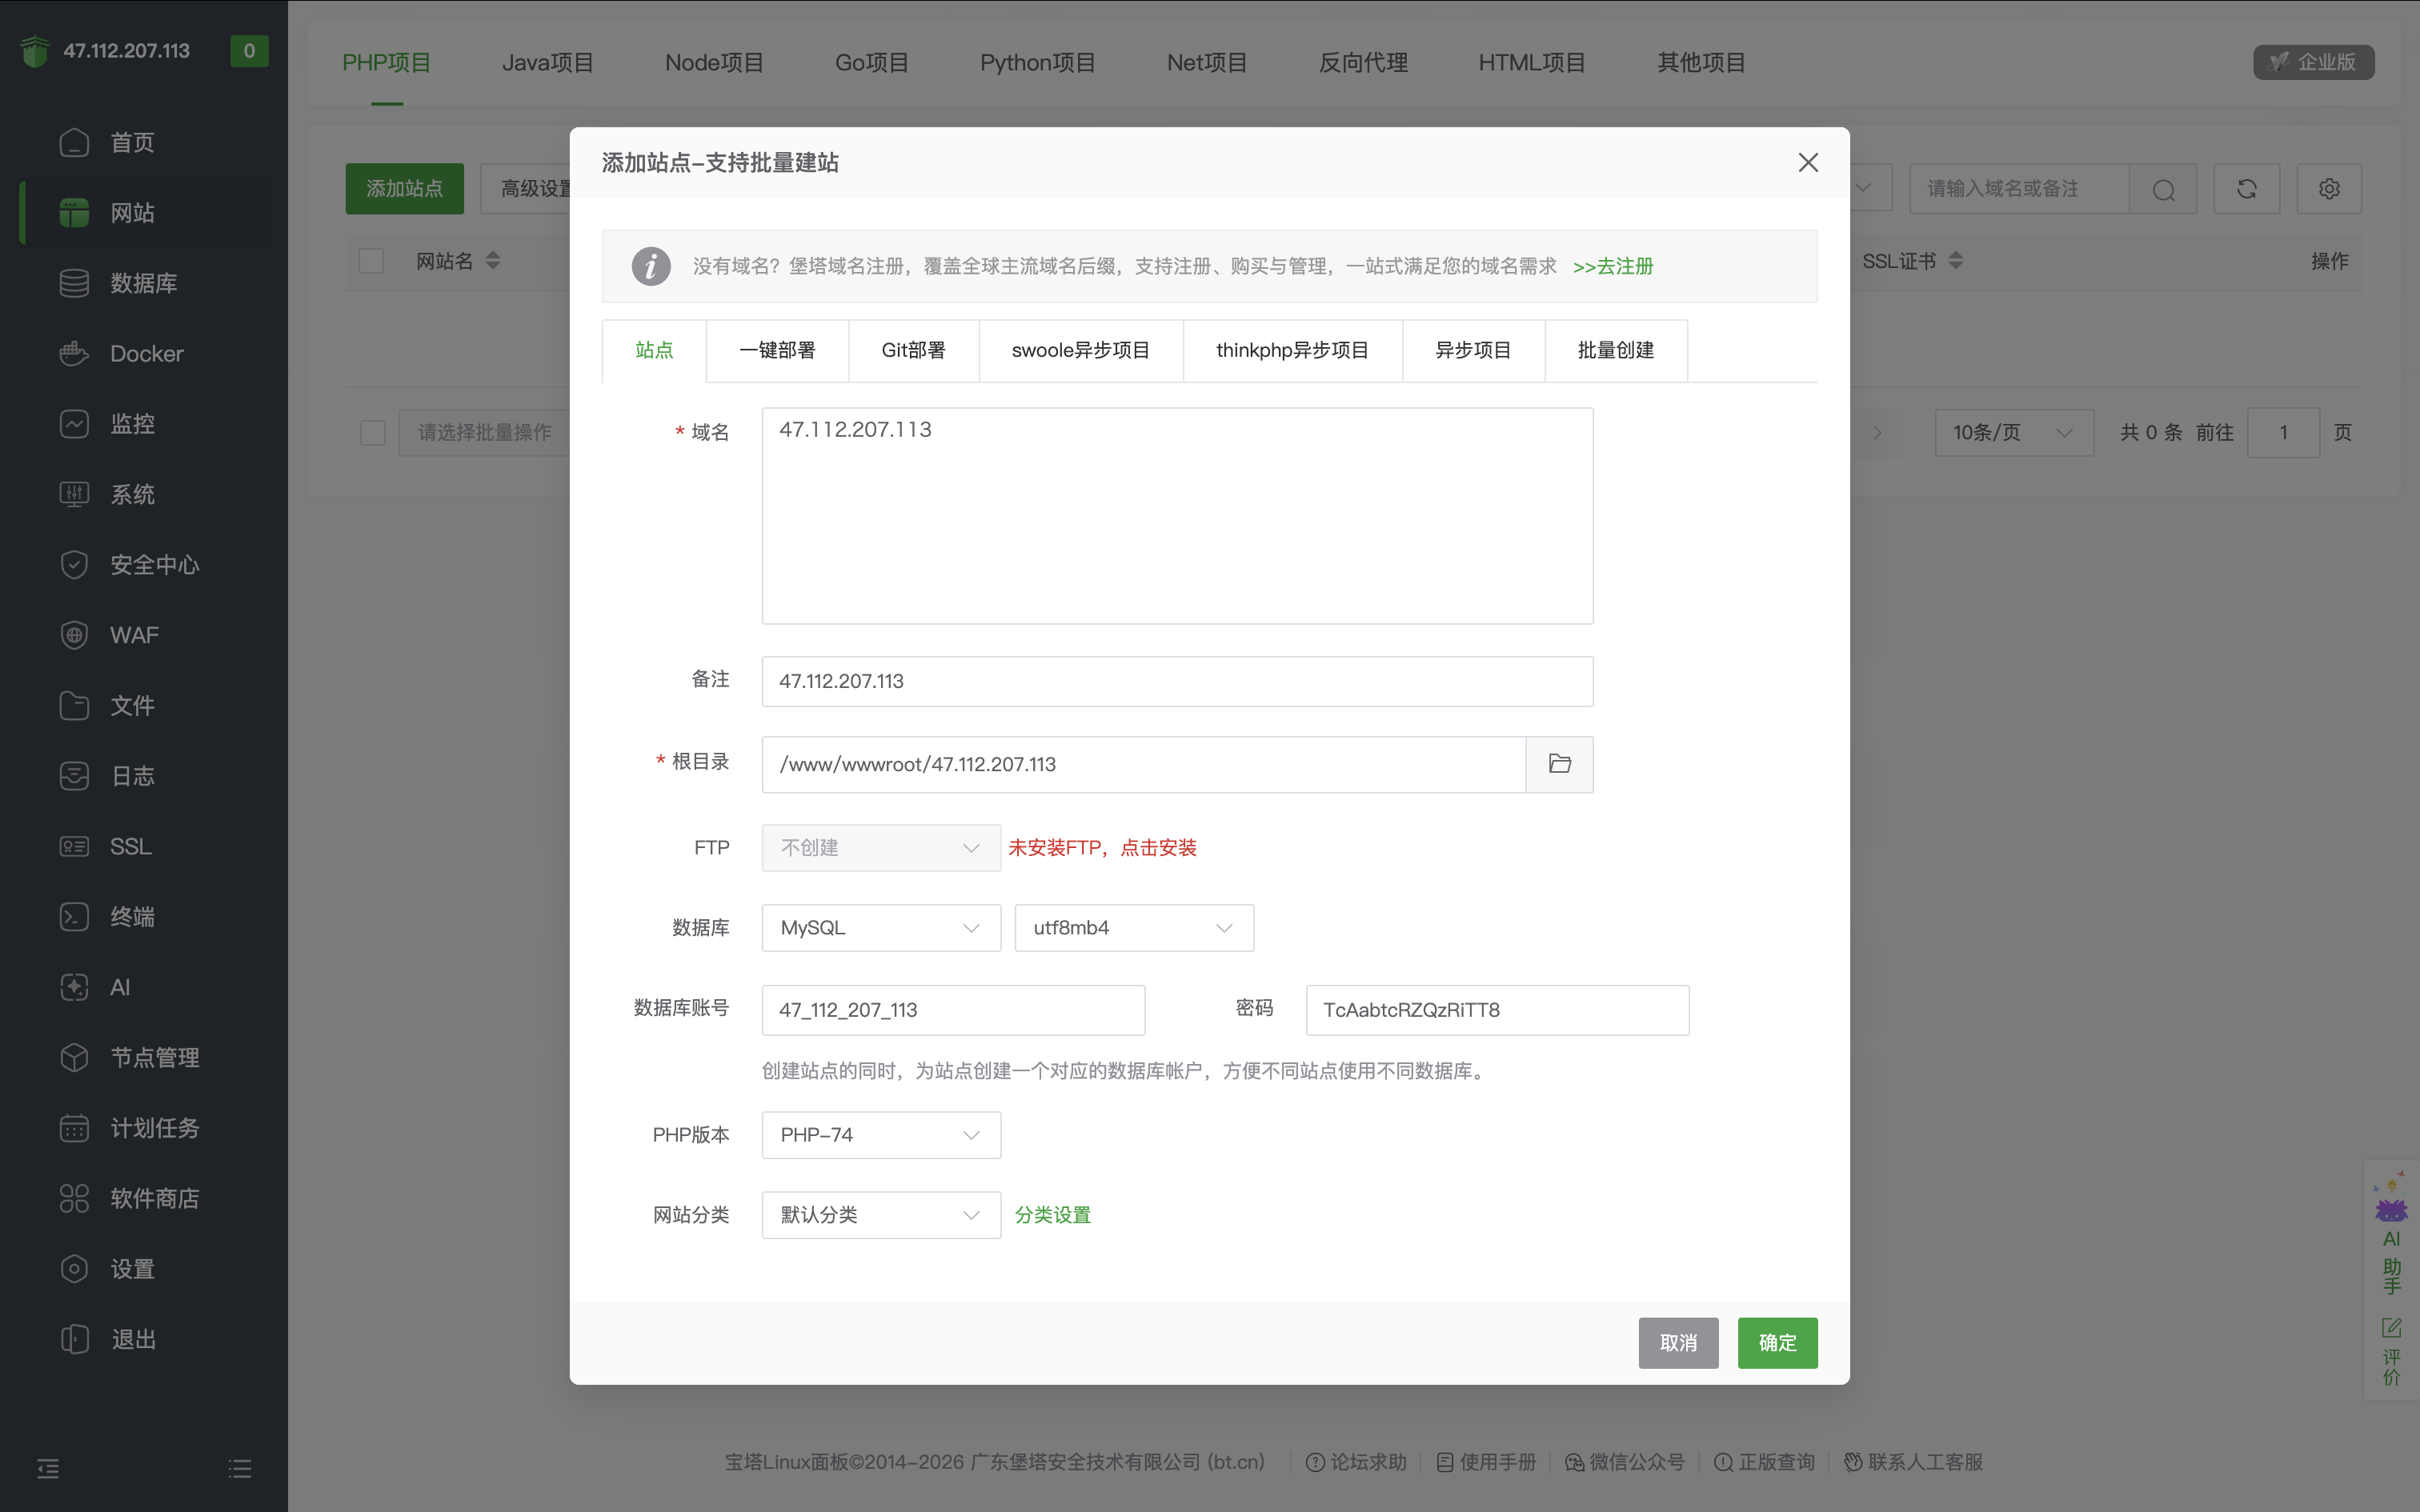 47.112.207.113 0
首页
网站
数据库
Docker
监控
系统
安全中心
WAF
文件
日志
SSL
终端
AI
节点管理
计划任务
软件商店
设置
退出
PHP项目 Java项目 Node项目 Go项目 Python项目 Net项目 反向代理 HTML项目 其他项目 企业版
添加站点 高级设置 请输入域名或备注
网站名 SSL证书 操作
请选择批量操作 10条/页 共 0 条 前往 1 页
添加站点-支持批量建站
没有域名？堡塔域名注册，覆盖全球主流域名后缀，支持注册、购买与管理，一站式满足您的域名需求 >>去注册
站点 一键部署 Git部署 swoole异步项目 thinkphp异步项目 异步项目 批量创建
* 域名 47.112.207.113
备注 47.112.207.113
* 根目录 /www/wwwroot/47.112.207.113
FTP 不创建 未安装FTP，点击安装
数据库 MySQL utf8mb4
数据库账号 47_112_207_113 密码 TcAabtcRZQzRiTT8
创建站点的同时，为站点创建一个对应的数据库帐户，方便不同站点使用不同数据库。
PHP版本 PHP-74
网站分类 默认分类 分类设置
取消 确定
AI
助
手
评
价
宝塔Linux面板©2014-2026 广东堡塔安全技术有限公司 (bt.cn) 论坛求助 使用手册 微信公众号 正版查询 联系人工客服